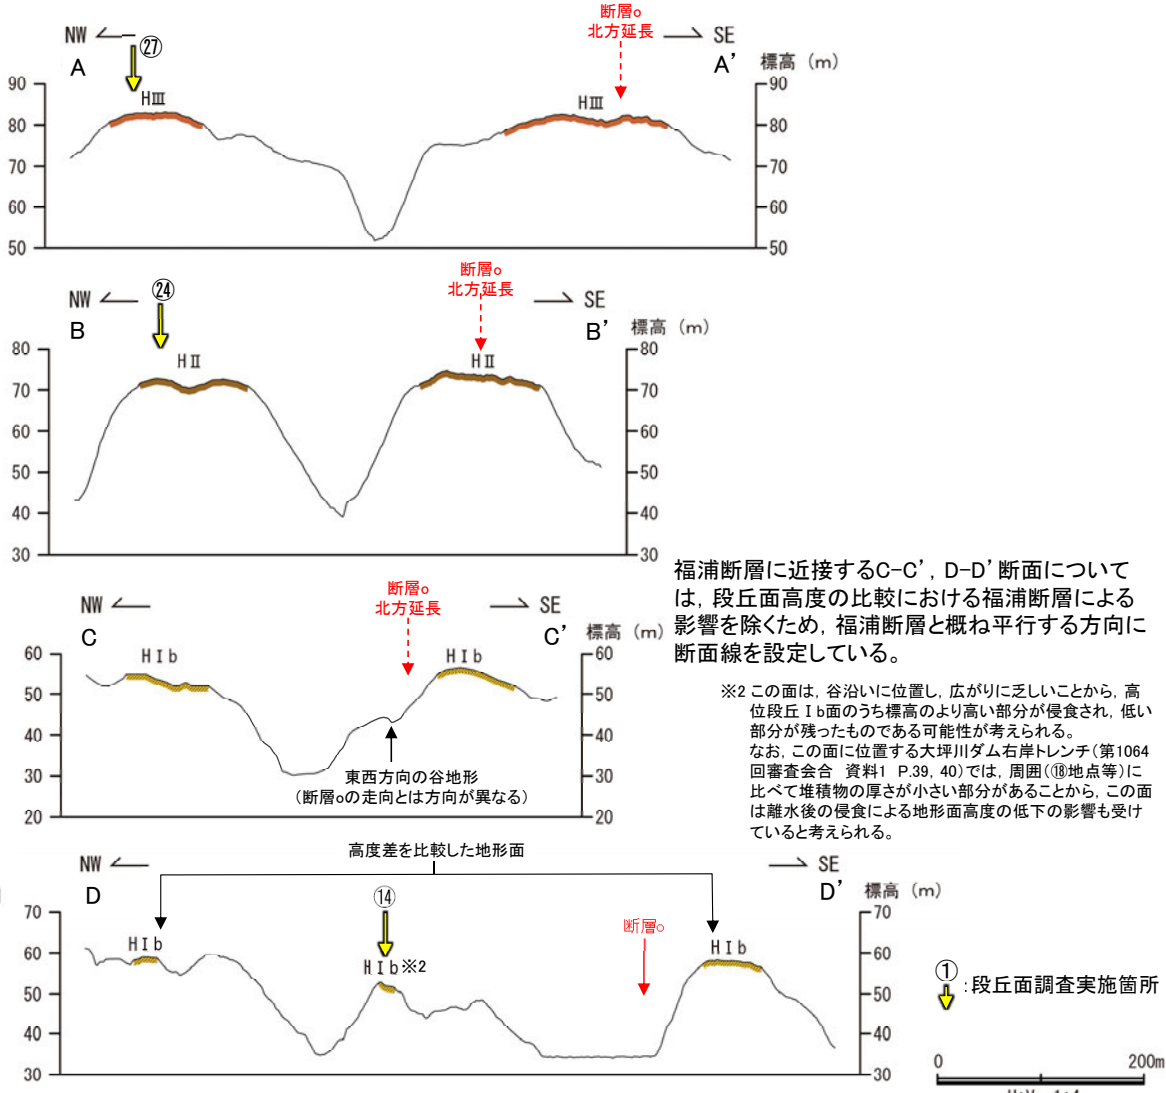 断層o
北方延長
NW
㉗
SE
A
A'
標高 (m)
HⅢ
HⅢ
90
80
70
60
50
90
80
70
60
50
断層o
北方延長
NW
㉔
SE
B
B'
標高 (m)
HⅡ
HⅡ
80
70
60
50
40
30
80
70
60
50
40
30
断層o
北方延長
NW
SE
C
C'
標高 (m)
HⅠb
HⅠb
60
50
40
30
20
60
50
40
30
20
東西方向の谷地形
(断層oの走向とは方向が異なる)
福浦断層に近接するC-C', D-D'断面について
は, 段丘面高度の比較における福浦断層による
影響を除くため, 福浦断層と概ね平行する方向に
断面線を設定している。
※2 この面は, 谷沿いに位置し, 広がりに乏しいことから, 高
位段丘Ⅰb面のうち標高のより高い部分が侵食され, 低い
部分が残ったものである可能性が考えられる。
なお, この面に位置する大坪川ダム右岸トレンチ(第1064
回審査会合 資料1 P.39, 40)では, 周囲(⑱地点等)に
比べて堆積物の厚さが小さい部分があることから, この面
は離水後の侵食による地形面高度の低下の影響も受け
ていると考えられる。
高度差を比較した地形面
NW
SE
D
D'
標高 (m)
⑭
断層o
HⅠb
HⅠb※2
HⅠb
70
60
50
40
30
70
60
50
40
30
①
:段丘面調査実施箇所
0
200m